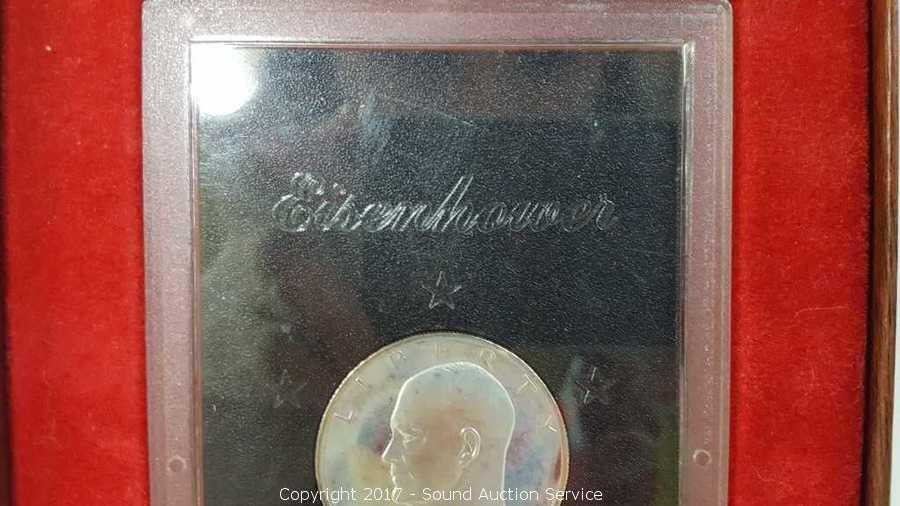 Eisenhower
LIBERTY
Copyright 2017 - Sound Auction Service